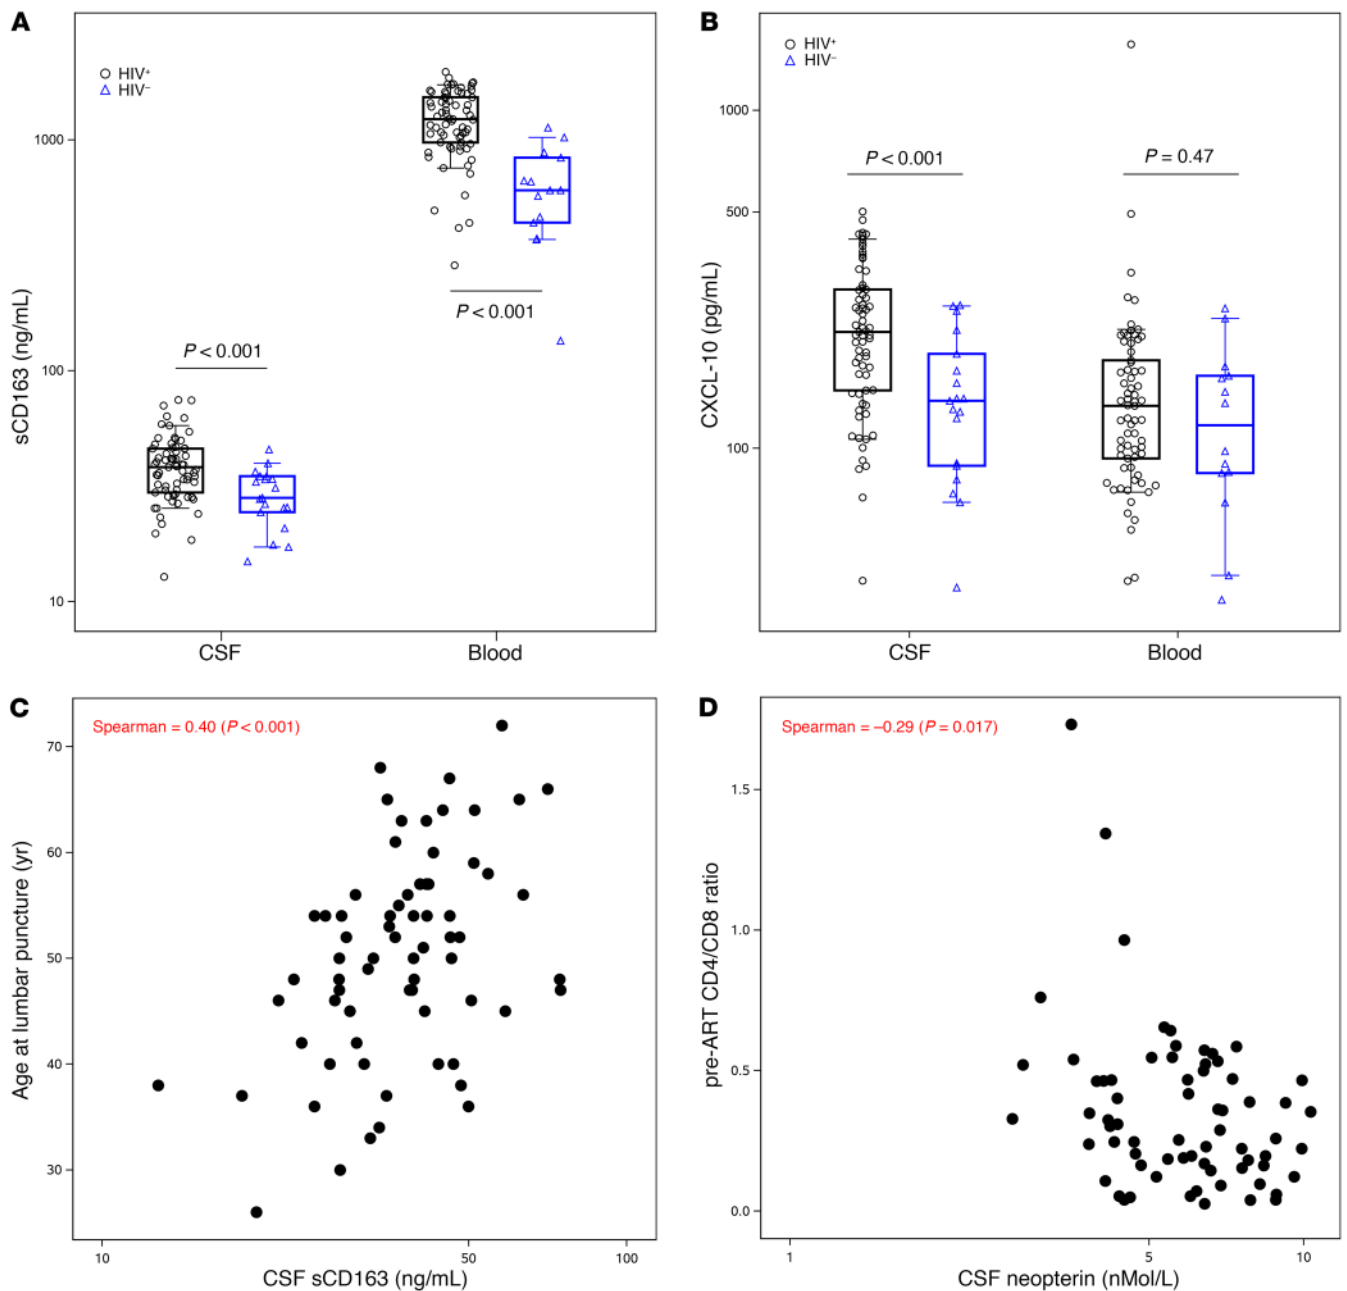 A
HIV⁺
HIV⁻
sCD163 (ng/mL)
1000
100
10
P < 0.001
P < 0.001
CSF
Blood
B
HIV⁺
HIV⁻
CXCL-10 (pg/mL)
1000
500
100
P < 0.001
P = 0.47
CSF
Blood
C
Spearman = 0.40 (P < 0.001)
Age at lumbar puncture (yr)
70
60
50
40
30
10
50
100
CSF sCD163 (ng/mL)
D
Spearman = –0.29 (P = 0.017)
pre-ART CD4/CD8 ratio
1.5
1.0
0.5
0.0
1
5
10
CSF neopterin (nMol/L)